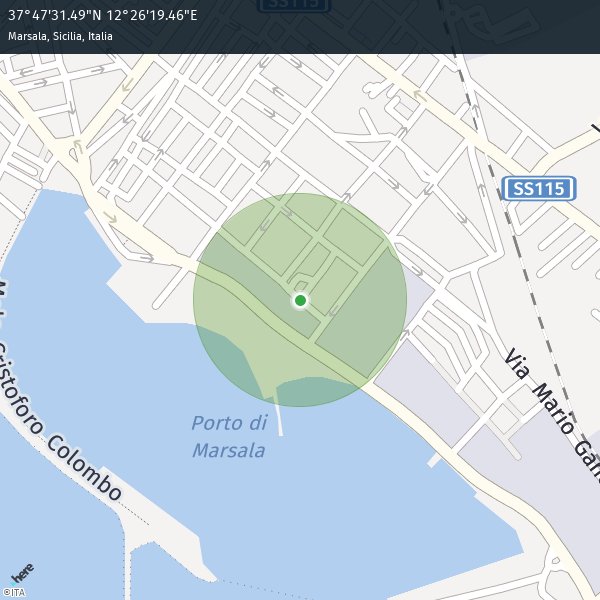 37°47'31.49"N 12°26'19.46"E
Marsala, Sicilia, Italia
SS115
SS115
Via Mario Gan
Cristoforo Colombo
Porto di
Marsala
here
©ITA